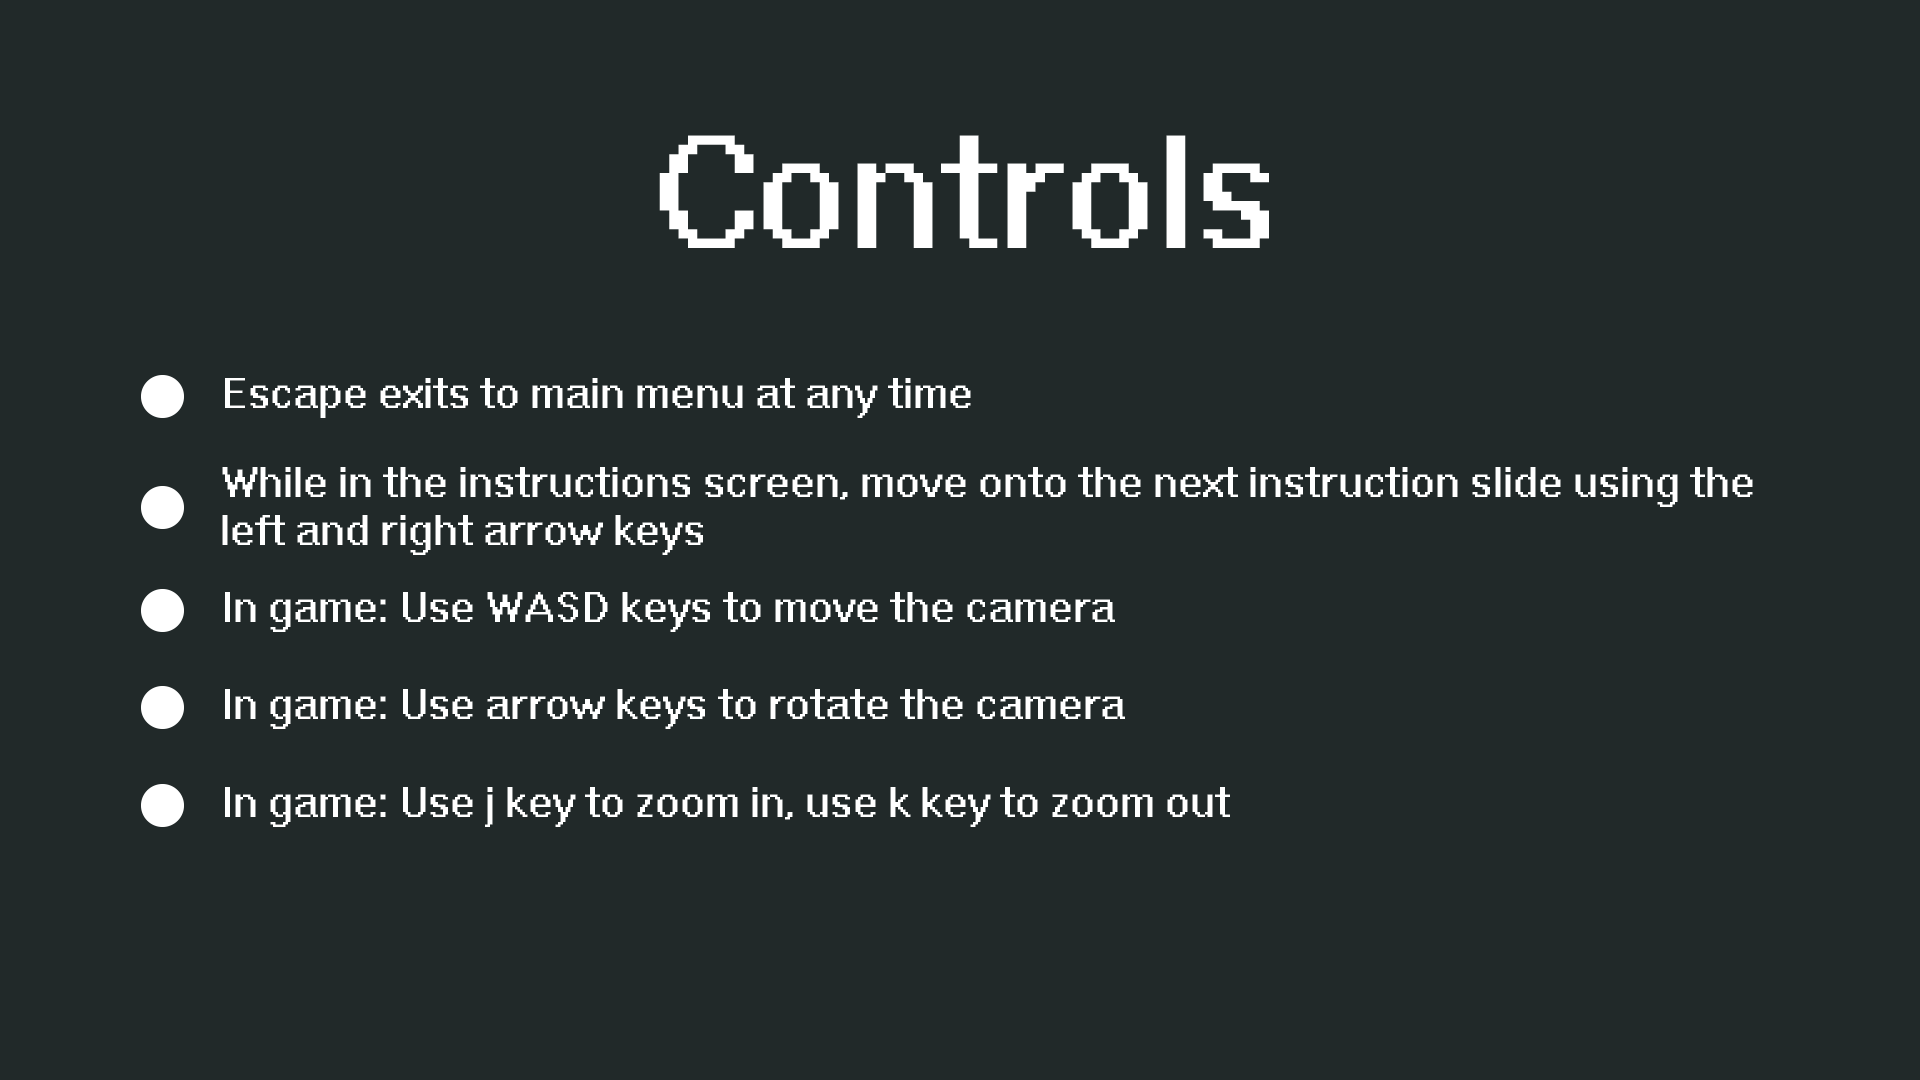 Controls
Escape exits to main menu at any time
While in the instructions screen, move onto the next instruction slide using the
left and right arrow keys
In game: Use WASD keys to move the camera
In game: Use arrow keys to rotate the camera
In game: Use j key to zoom in, use k key to zoom out